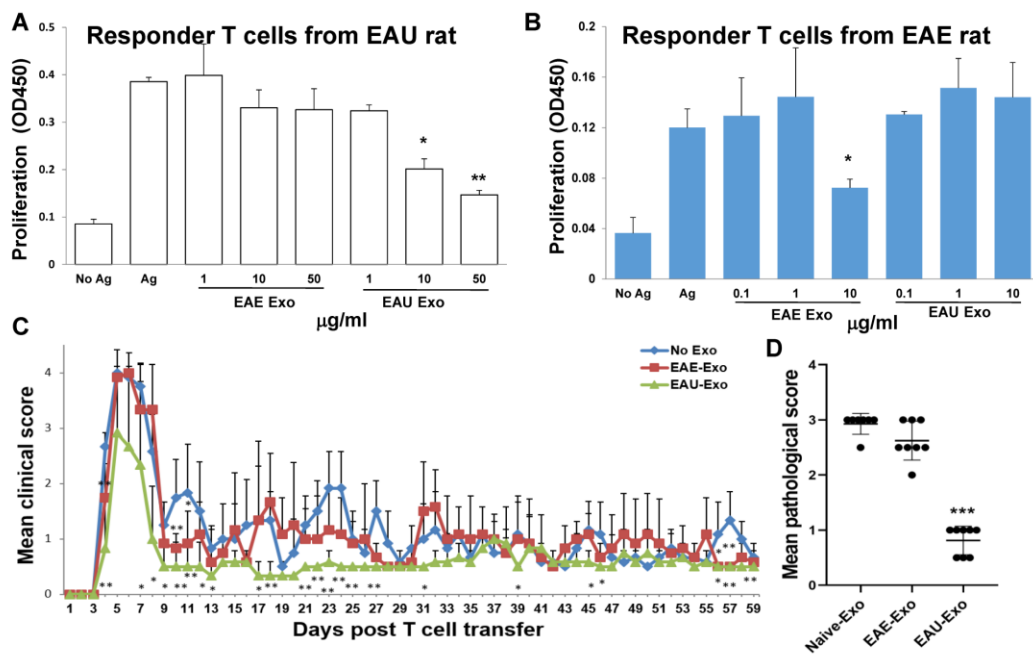 A
Responder T cells from EAU rat
Proliferation (OD450)
0.5
0.4
0.3
0.2
0.1
0
*
**
No Ag Ag 1 10 50 1 10 50
EAE Exo EAU Exo
μg/ml
B
Responder T cells from EAE rat
Proliferation (OD450)
0.16
0.12
0.08
0.04
0
*
No Ag Ag 0.1 1 10 0.1 1 10
EAE Exo EAU Exo
μg/ml
C
Mean clinical score
4
3
2
1
0
No Exo
EAE-Exo
EAU-Exo
1 3 5 7 9 11 13 15 17 19 21 23 25 27 29 31 33 35 37 39 41 43 45 47 49 51 53 55 57 59
Days post T cell transfer
D
Mean pathological score
4
3
2
1
0
***
Naive-Exo
EAE-Exo
EAU-Exo